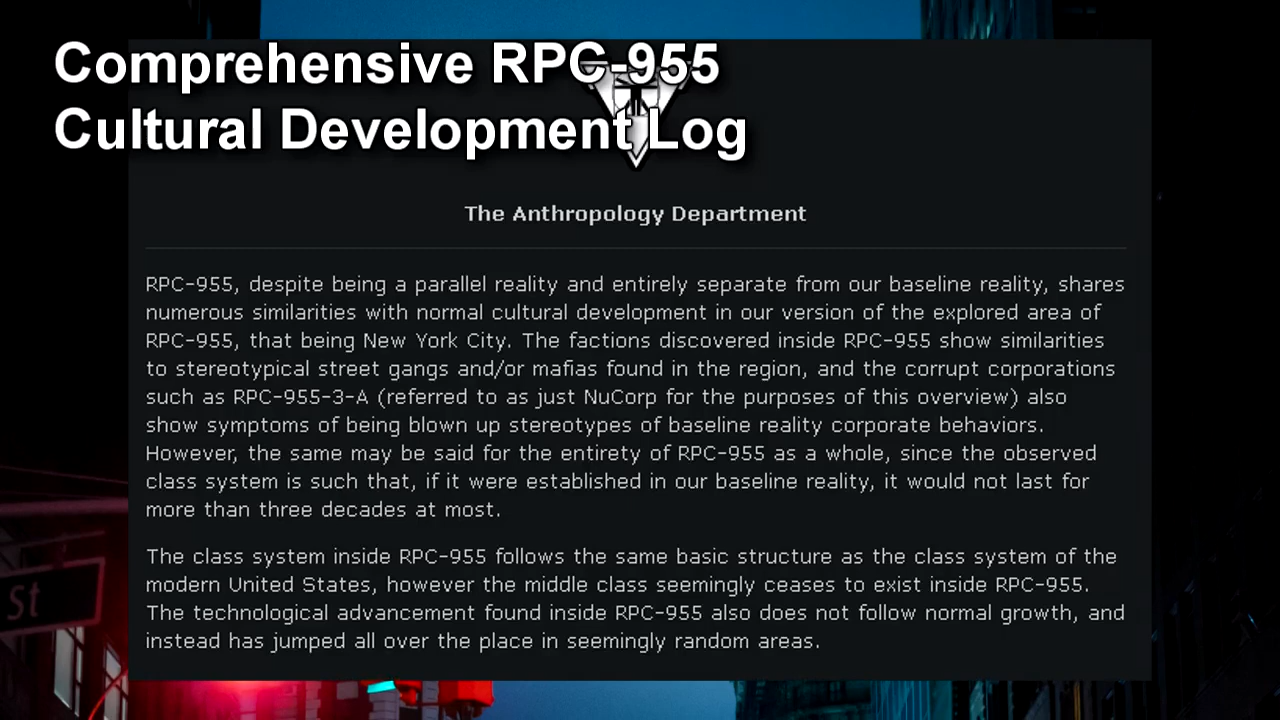 Comprehensive RPC-955
Cultural Development Log
The Anthropology Department
RPC-955, despite being a parallel reality and entirely separate from our baseline reality, shares
numerous similarities with normal cultural development in our version of the explored area of
RPC-955, that being New York City. The factions discovered inside RPC-955 show similarities
to stereotypical street gangs and/or mafias found in the region, and the corrupt corporations
such as RPC-955-3-A (referred to as just NuCorp for the purposes of this overview) also
show symptoms of being blown up stereotypes of baseline reality corporate behaviors.
However, the same may be said for the entirety of RPC-955 as a whole, since the observed
class system is such that, if it were established in our baseline reality, it would not last for
more than three decades at most.
The class system inside RPC-955 follows the same basic structure as the class system of the
modern United States, however the middle class seemingly ceases to exist inside RPC-955.
The technological advancement found inside RPC-955 also does not follow normal growth, and
instead has jumped all over the place in seemingly random areas.
St